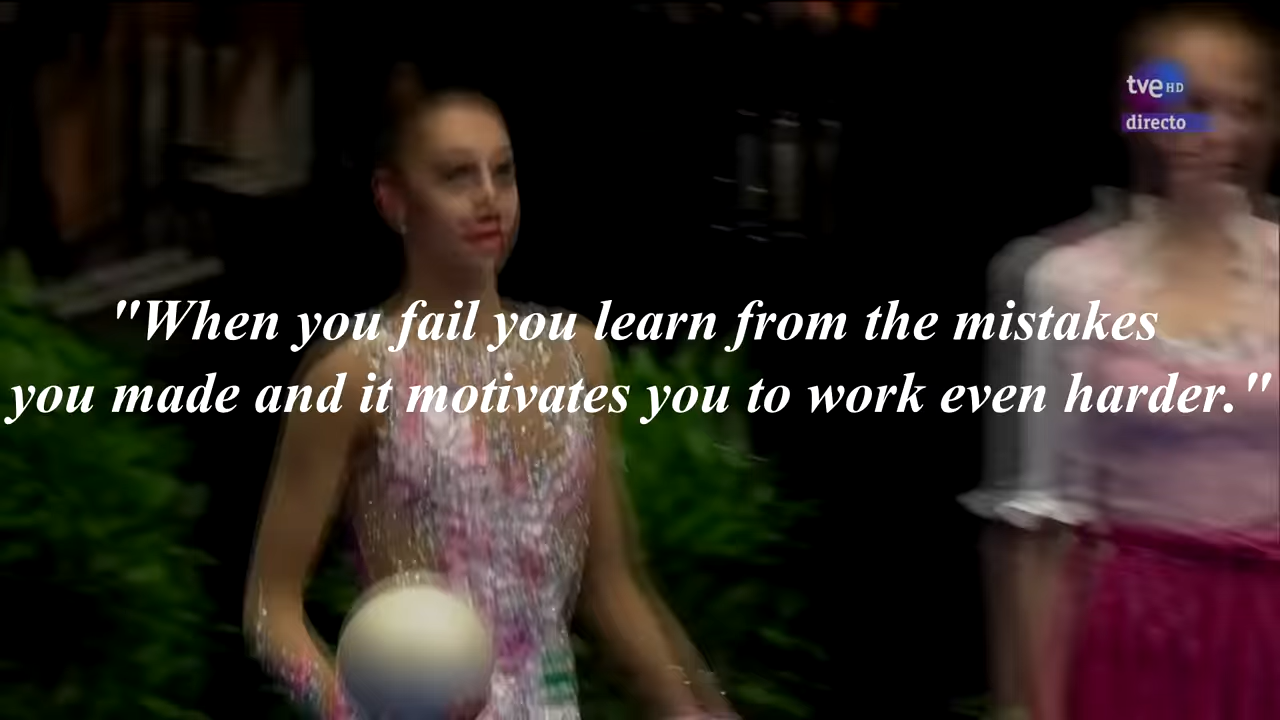 tve HD
directo
"When you fail you learn from the mistakes
you made and it motivates you to work even harder."